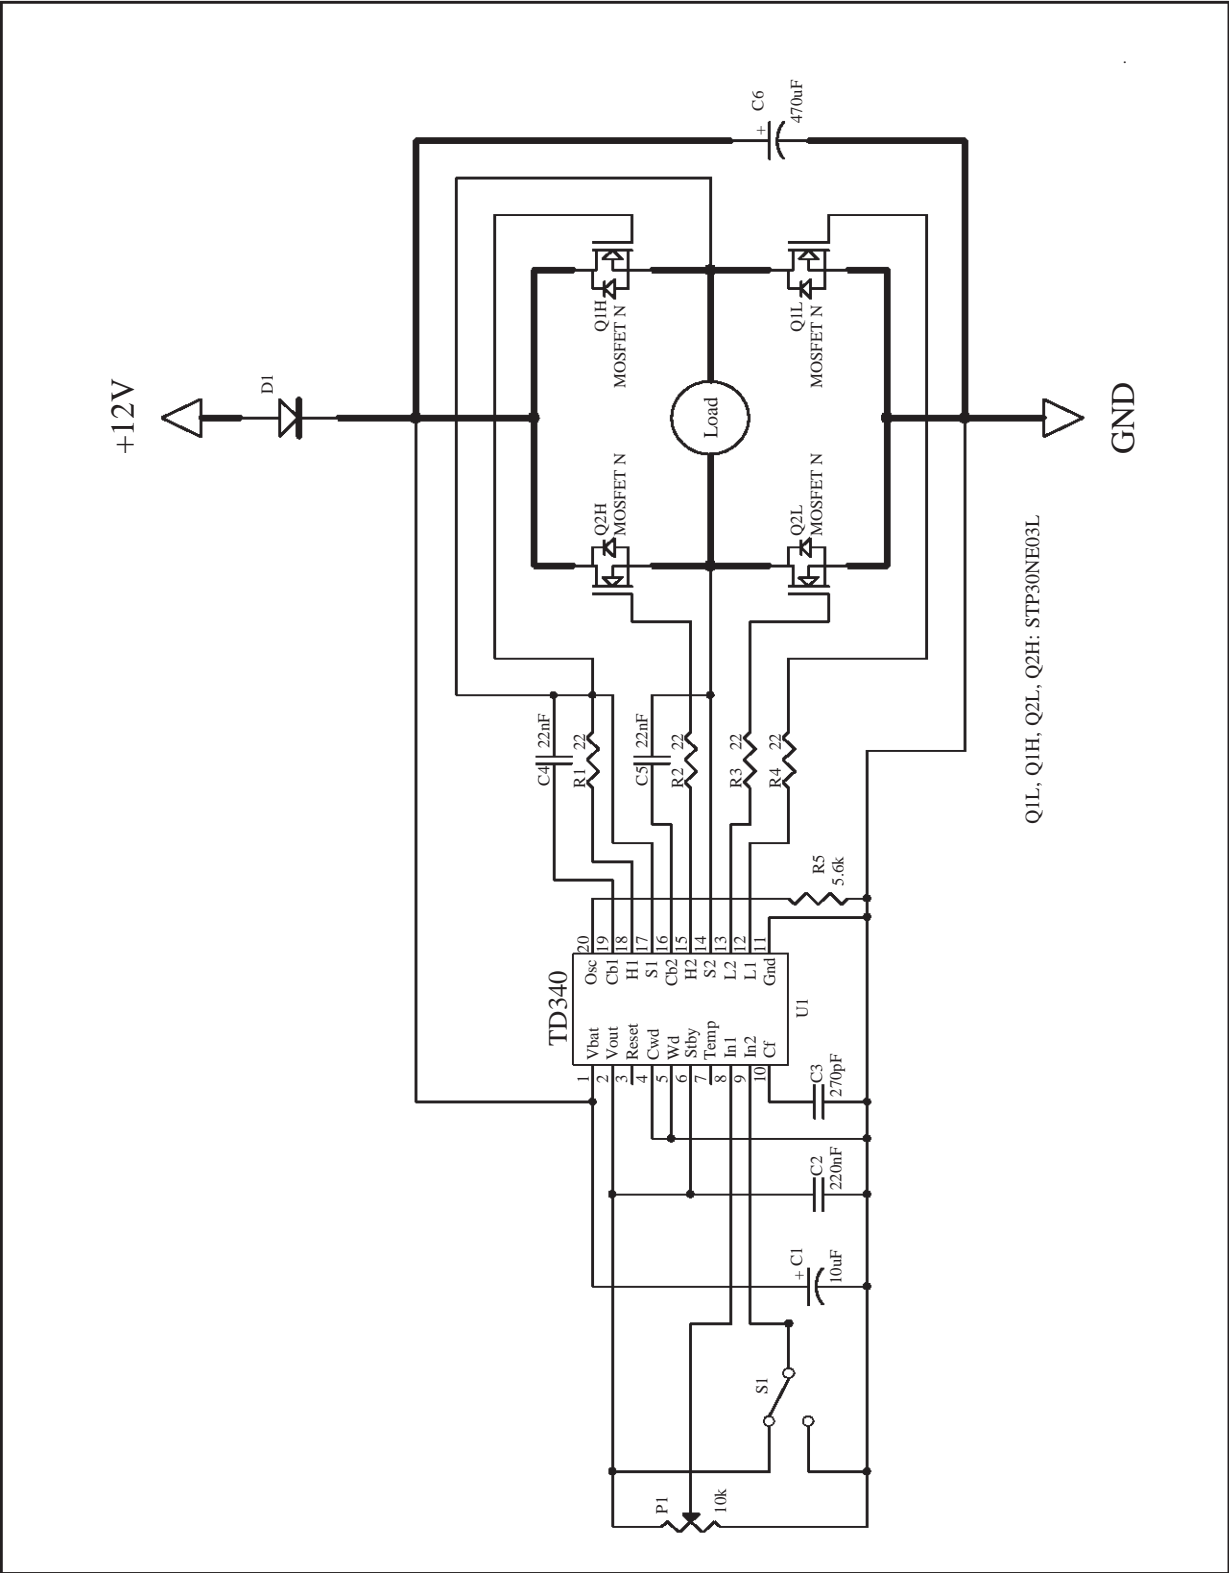 +12V
D1
C6
+
470uF
Q1H
MOSFET N
Q1L
MOSFET N
Load
Q2H
MOSFET N
Q2L
MOSFET N
GND
C4
22nF
R1
22
C5
22nF
R2
22
R3
22
R4
22
R5
5.6k
TD340
U1
1
Vbat
2
Vout
3
Reset
4
Cwd
5
Wd
6
Stby
7
Temp
8
In1
9
In2
10
Cf
20
Osc
19
Cb1
18
H1
17
S1
16
Cb2
15
H2
14
S2
13
L2
12
L1
11
Gnd
C3
270pF
C2
220nF
+
C1
10uF
S1
P1
10k
Q1L, Q1H, Q2L, Q2H: STP30NE03L